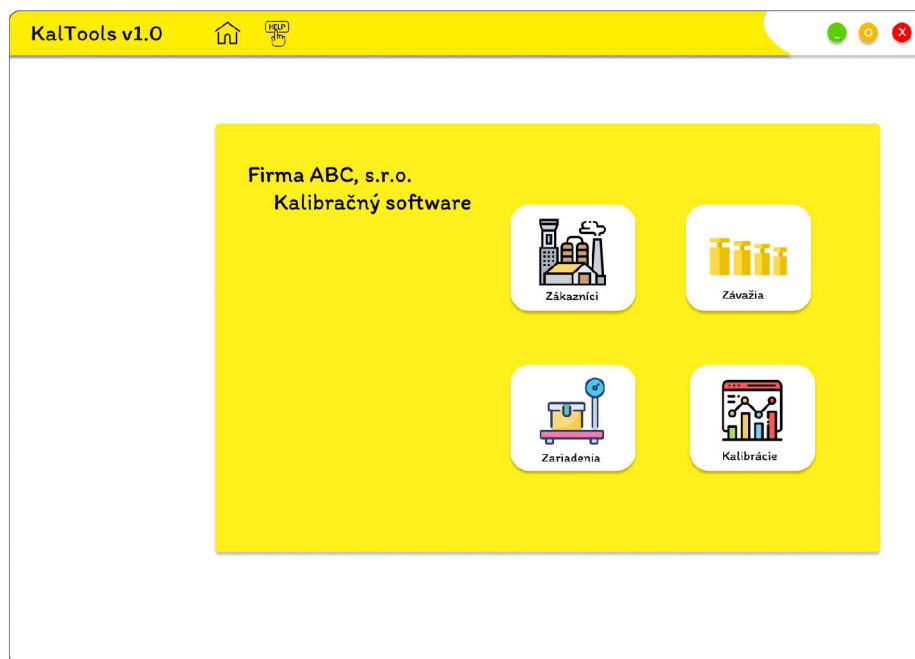 KalTools v1.0
HELP
Firma ABC, s.r.o.
Kalibračný software
Zákazníci
Závažia
Zariadenia
Kalibrácie